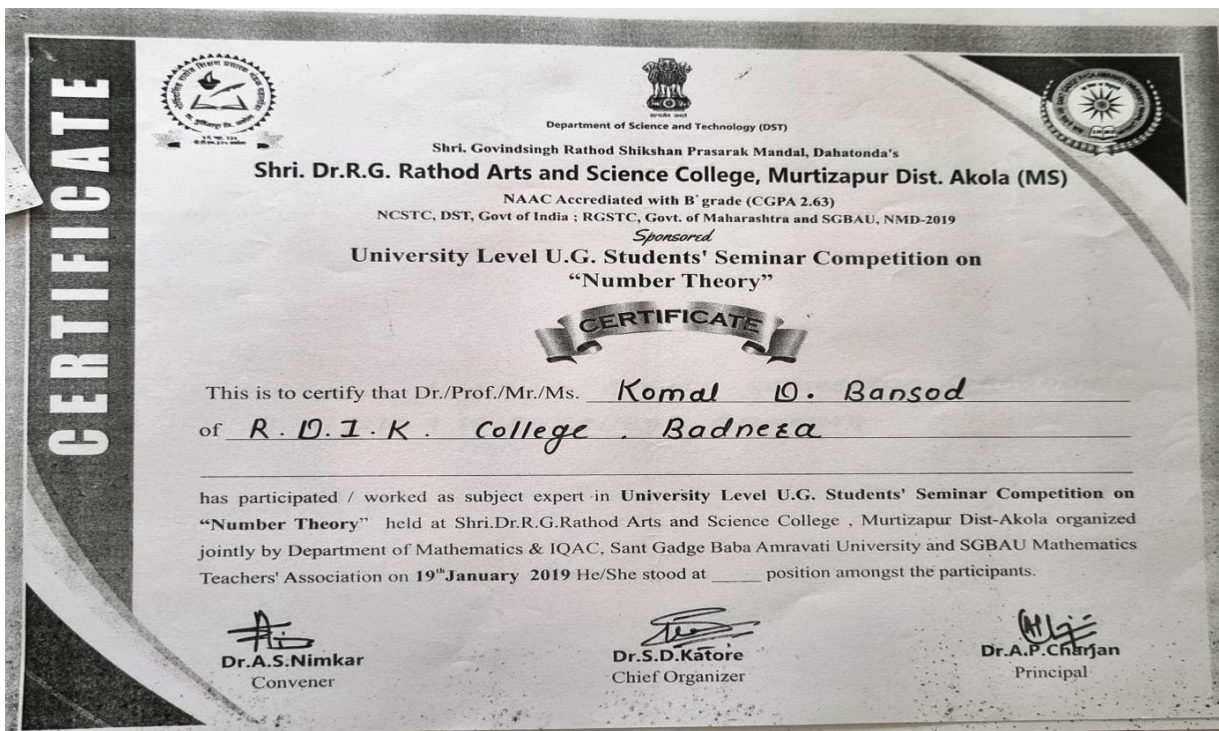 CERTIFICATE
Department of Science and Technology (DST)
Shri. Govindsingh Rathod Shikshan Prasarak Mandal, Dahatonda's
Shri. Dr.R.G. Rathod Arts and Science College, Murtizapur Dist. Akola (MS)
NAAC Accrediated with B+ grade (CGPA 2.63)
NCSTC, DST, Govt of India ; RGSTC, Govt. of Maharashtra and SGBAU, NMD-2019
Sponsored
University Level U.G. Students' Seminar Competition on
“Number Theory”
CERTIFICATE
This is to certify that Dr./Prof./Mr./Ms. Komal D. Bansod
of R.D.I.K. College. Badnera
has participated / worked as subject expert in University Level U.G. Students' Seminar Competition on
“Number Theory” held at Shri.Dr.R.G.Rathod Arts and Science College , Murtizapur Dist-Akola organized
jointly by Department of Mathematics & IQAC, Sant Gadge Baba Amravati University and SGBAU Mathematics
Teachers' Association on 19th January 2019 He/She stood at _____ position amongst the participants.
Dr.A.S.Nimkar
Convener
Dr.S.D.Katore
Chief Organizer
Dr.A.P.Charjan
Principal